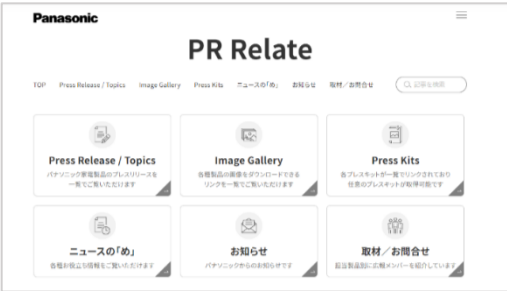 Panasonic
PR Relate
TOP Press Release / Topics Image Gallery Press Kits ニュースの「め」 お知らせ 取材／お問合せ 記事を検索
Press Release / Topics
パナソニック家電製品のプレスリリースを
一覧でご覧いただけます
Image Gallery
各種製品の画像をダウンロードできる
リンクを一覧でご覧いただけます
Press Kits
各プレスキットが一覧でリンクされており
任意のプレスキットが取得可能です
ニュースの「め」
各種お役立ち情報をご覧いただけます
お知らせ
パナソニックからのお知らせです
取材／お問合せ
担当製品別に広報メンバーを紹介しています